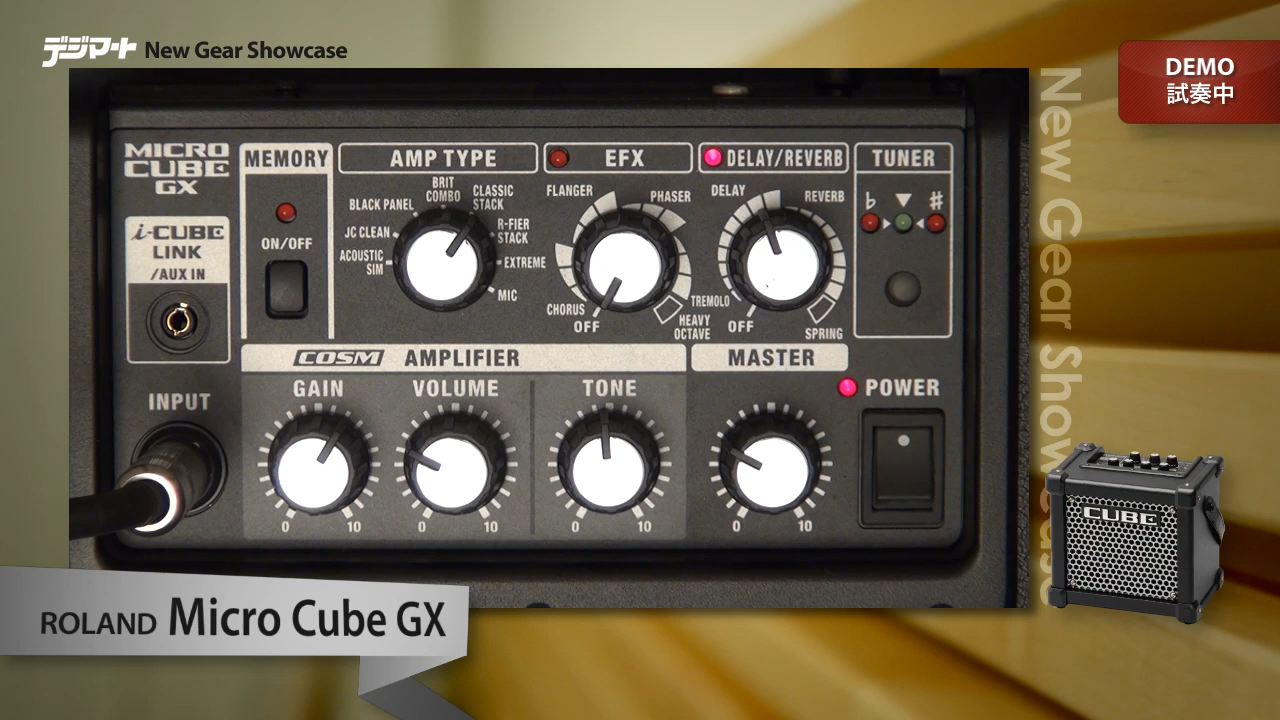 デジマート New Gear Showcase
DEMO
試奏中
New Gear Showcase
MICRO
CUBE
GX
i-CUBE
LINK
/AUX IN
INPUT
MEMORY
ON/OFF
AMP TYPE
ACOUSTIC
SIM
JC CLEAN
BLACK PANEL
BRIT
COMBO
CLASSIC
STACK
R-FIER
STACK
EXTREME
MIC
EFX
FLANGER
PHASER
CHORUS
OFF
TREMOLO
HEAVY
OCTAVE
DELAY/REVERB
DELAY
REVERB
OFF
SPRING
TUNER
♭ ♯
COSM AMPLIFIER
GAIN
0 10
VOLUME
0 10
TONE
0 10
MASTER
0 10
POWER
CUBE
ROLAND Micro Cube GX